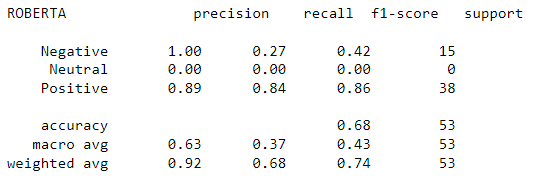 ROBERTA precision recall f1-score support
Negative 1.00 0.27 0.42 15
Neutral 0.00 0.00 0.00 0
Positive 0.89 0.84 0.86 38
accuracy 0.68 53
macro avg 0.63 0.37 0.43 53
weighted avg 0.92 0.68 0.74 53